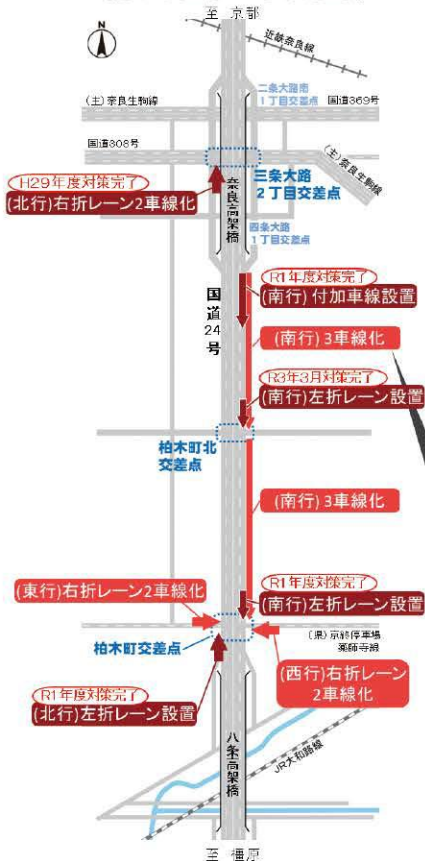 至 京都
N
近鉄奈良線
二条大路南
1丁目交差点
(主)奈良生駒線
国道369号
国道308号
(主)奈良生駒線
H29年度対策完了
(北行)右折レーン2車線化
三条大路
2丁目交差点
奈良高架橋
四条大路
1丁目交差点
R1年度対策完了
(南行)付加車線設置
国道24号
(南行)3車線化
R3年3月対策完了
(南行)左折レーン設置
柏木町北
交差点
(南行)3車線化
(東行)右折レーン2車線化
R1年度対策完了
(南行)左折レーン設置
(県)京終停車場
薬師寺線
柏木町交差点
(西行)右折レーン
2車線化
R1年度対策完了
(北行)左折レーン設置
八条高架橋
JR大和路線
至 橿原